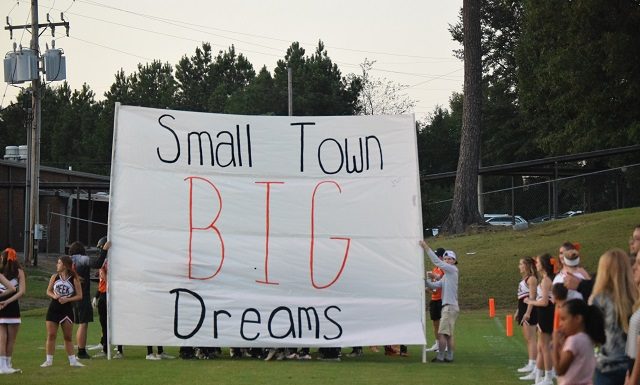 Small Town
BIG
Dreams